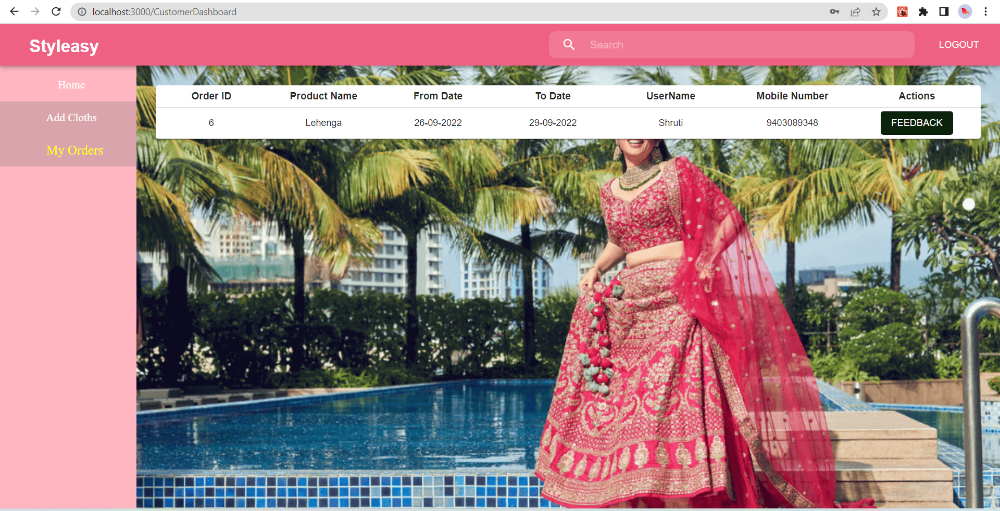 localhost:3000/CustomerDashboard
Styleasy
Search
LOGOUT
Home
Add Cloths
My Orders
Order ID Product Name From Date To Date UserName Mobile Number Actions
6 Lehenga 26-09-2022 29-09-2022 Shruti 9403089348 FEEDBACK